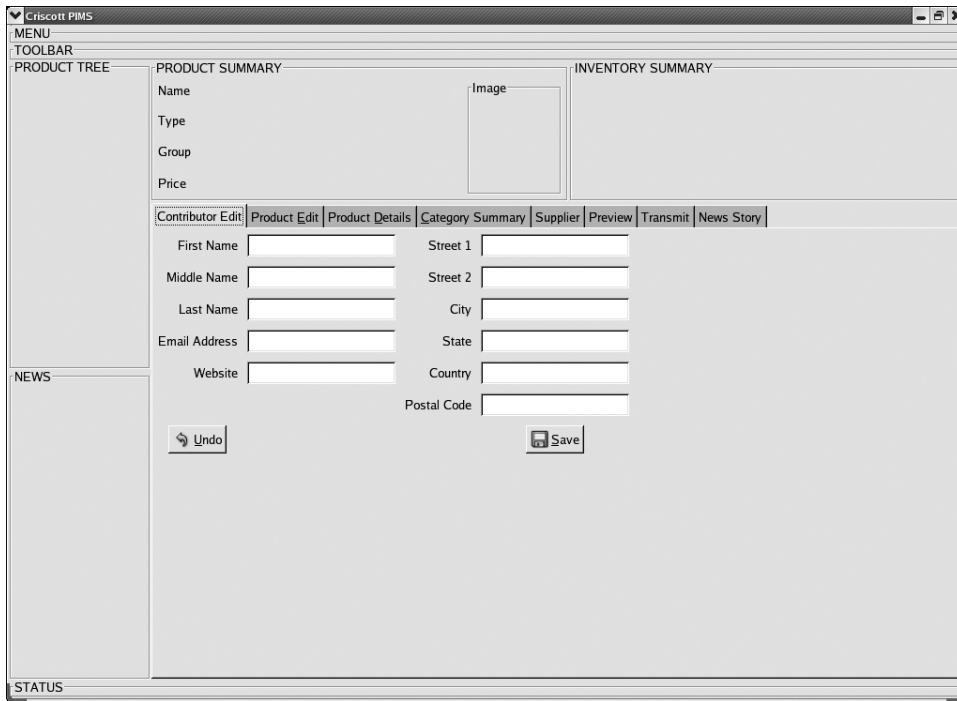 Criscott PIMS
MENU
TOOLBAR
PRODUCT TREE
PRODUCT SUMMARY
INVENTORY SUMMARY
Name
Image
Type
Group
Price
Contributor Edit Product Edit Product Details Category Summary Supplier Preview Transmit News Story
First Name
Street 1
Middle Name
Street 2
Last Name
City
Email Address
State
NEWS
Website
Country
Postal Code
Undo
Save
STATUS